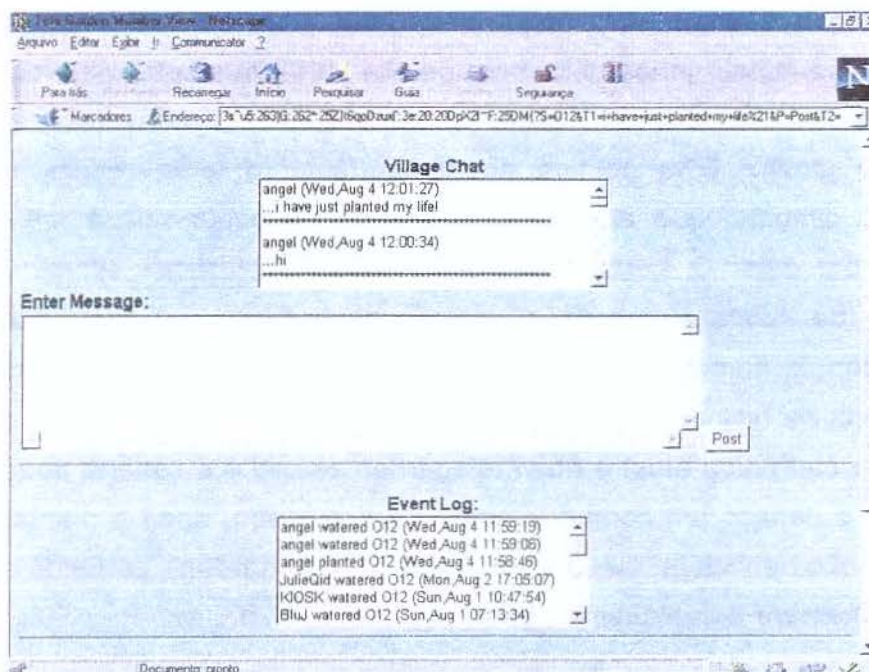 Tele Garden Member View - Netscape
Arquivo Editar Exibir Ir Communicator ?
Para trás Recarregar Início Pesquisar Guia Segurança
N
Marcadores Endereço:
Village Chat
angel (Wed,Aug 4 12:01:27)
...i have just planted my life!
angel (Wed,Aug 4 12:00:34)
...hi
Enter Message:
Post
Event Log:
angel watered O12 (Wed,Aug 4 11:59:19)
angel watered O12 (Wed,Aug 4 11:59:06)
angel planted O12 (Wed,Aug 4 11:58:46)
JulieQid watered O12 (Mon,Aug 2 17:05:07)
KIOSK watered O12 (Sun,Aug 1 10:47:54)
BluJ watered O12 (Sun,Aug 1 07:13:34)
Documento: pronto